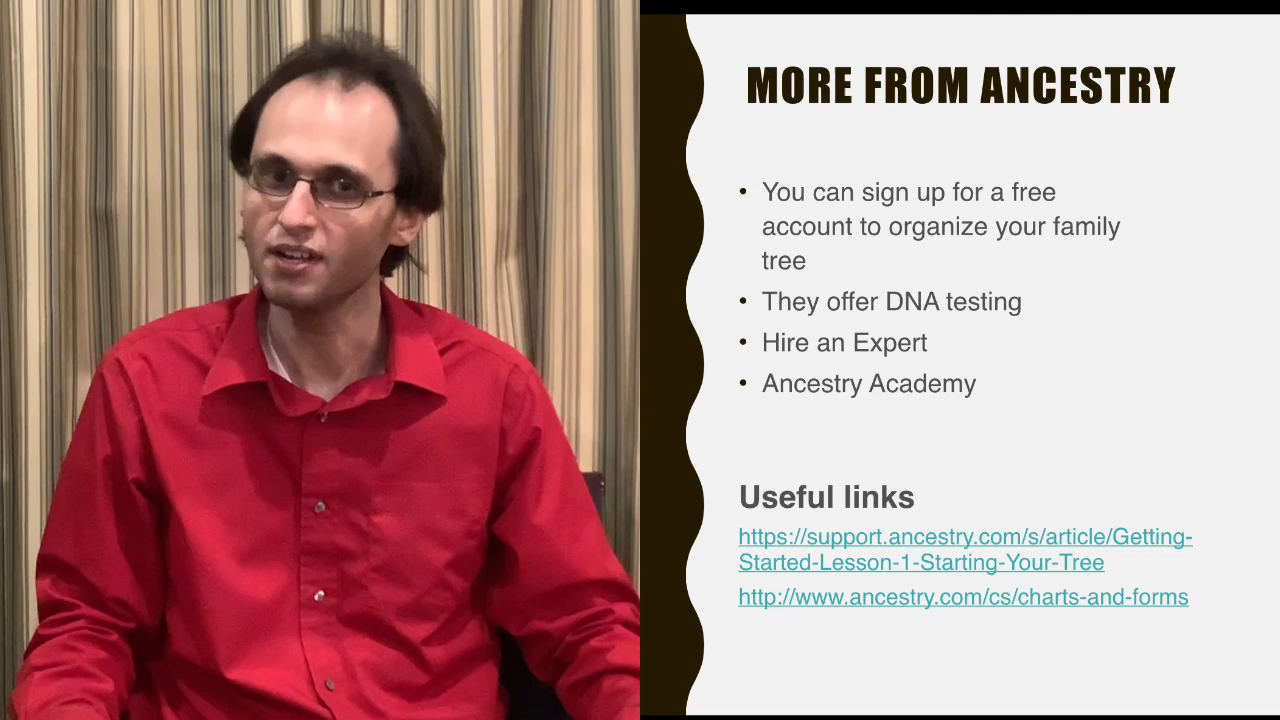 MORE FROM ANCESTRY
• You can sign up for a free
account to organize your family
tree
• They offer DNA testing
• Hire an Expert
• Ancestry Academy
Useful links
https://support.ancestry.com/s/article/Getting-
Started-Lesson-1-Starting-Your-Tree
http://www.ancestry.com/cs/charts-and-forms